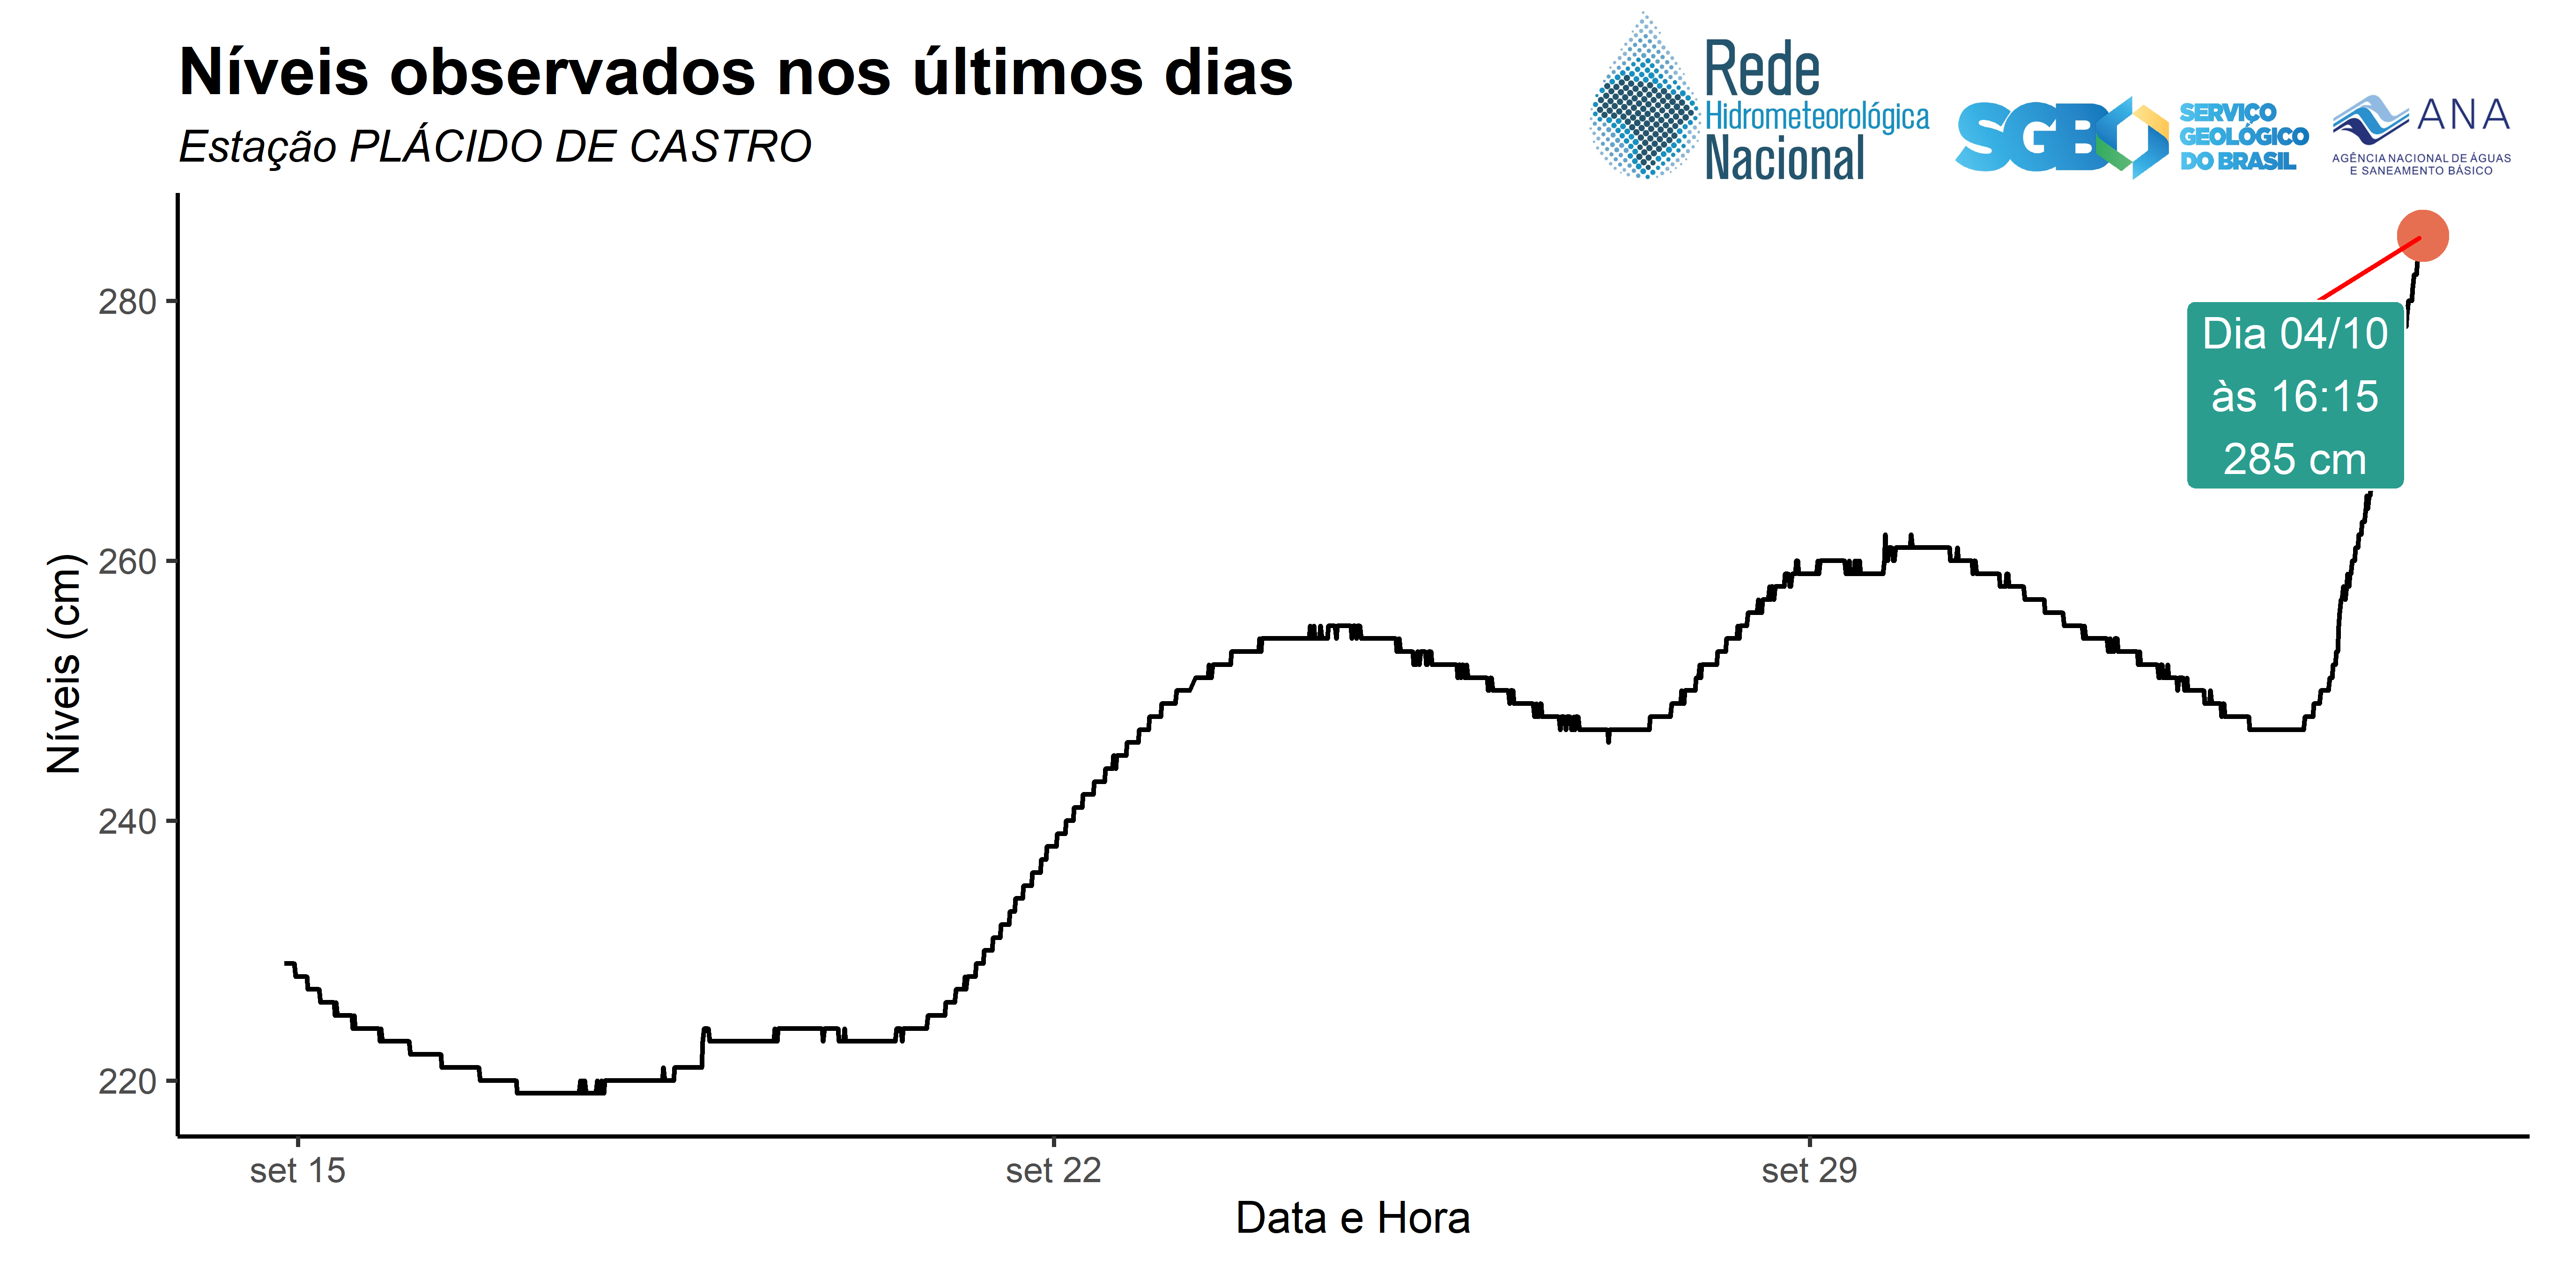 Níveis observados nos últimos dias
Estação PLÁCIDO DE CASTRO
Rede
Hidrometeorológica
Nacional
SGB
SERVIÇO
GEOLÓGICO
DO BRASIL
ANA
AGÊNCIA NACIONAL DE ÁGUAS
E SANEAMENTO BÁSICO
Níveis (cm)
280
260
240
220
Dia 04/10
às 16:15
285 cm
set 15
set 22
set 29
Data e Hora